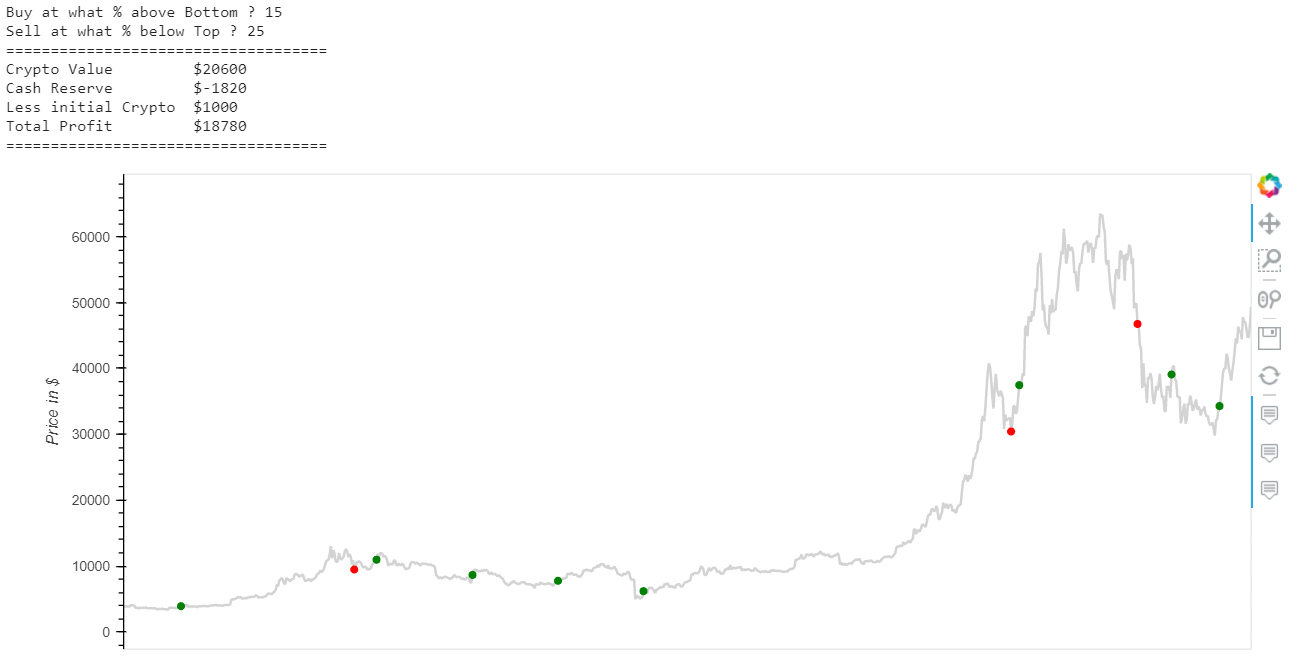 Buy at what % above Bottom ? 15
Sell at what % below Top ? 25
====================================
Crypto Value $20600
Cash Reserve $-1820
Less initial Crypto $1000
Total Profit $18780
====================================
60000
50000
40000
30000
20000
10000
0
Price in $